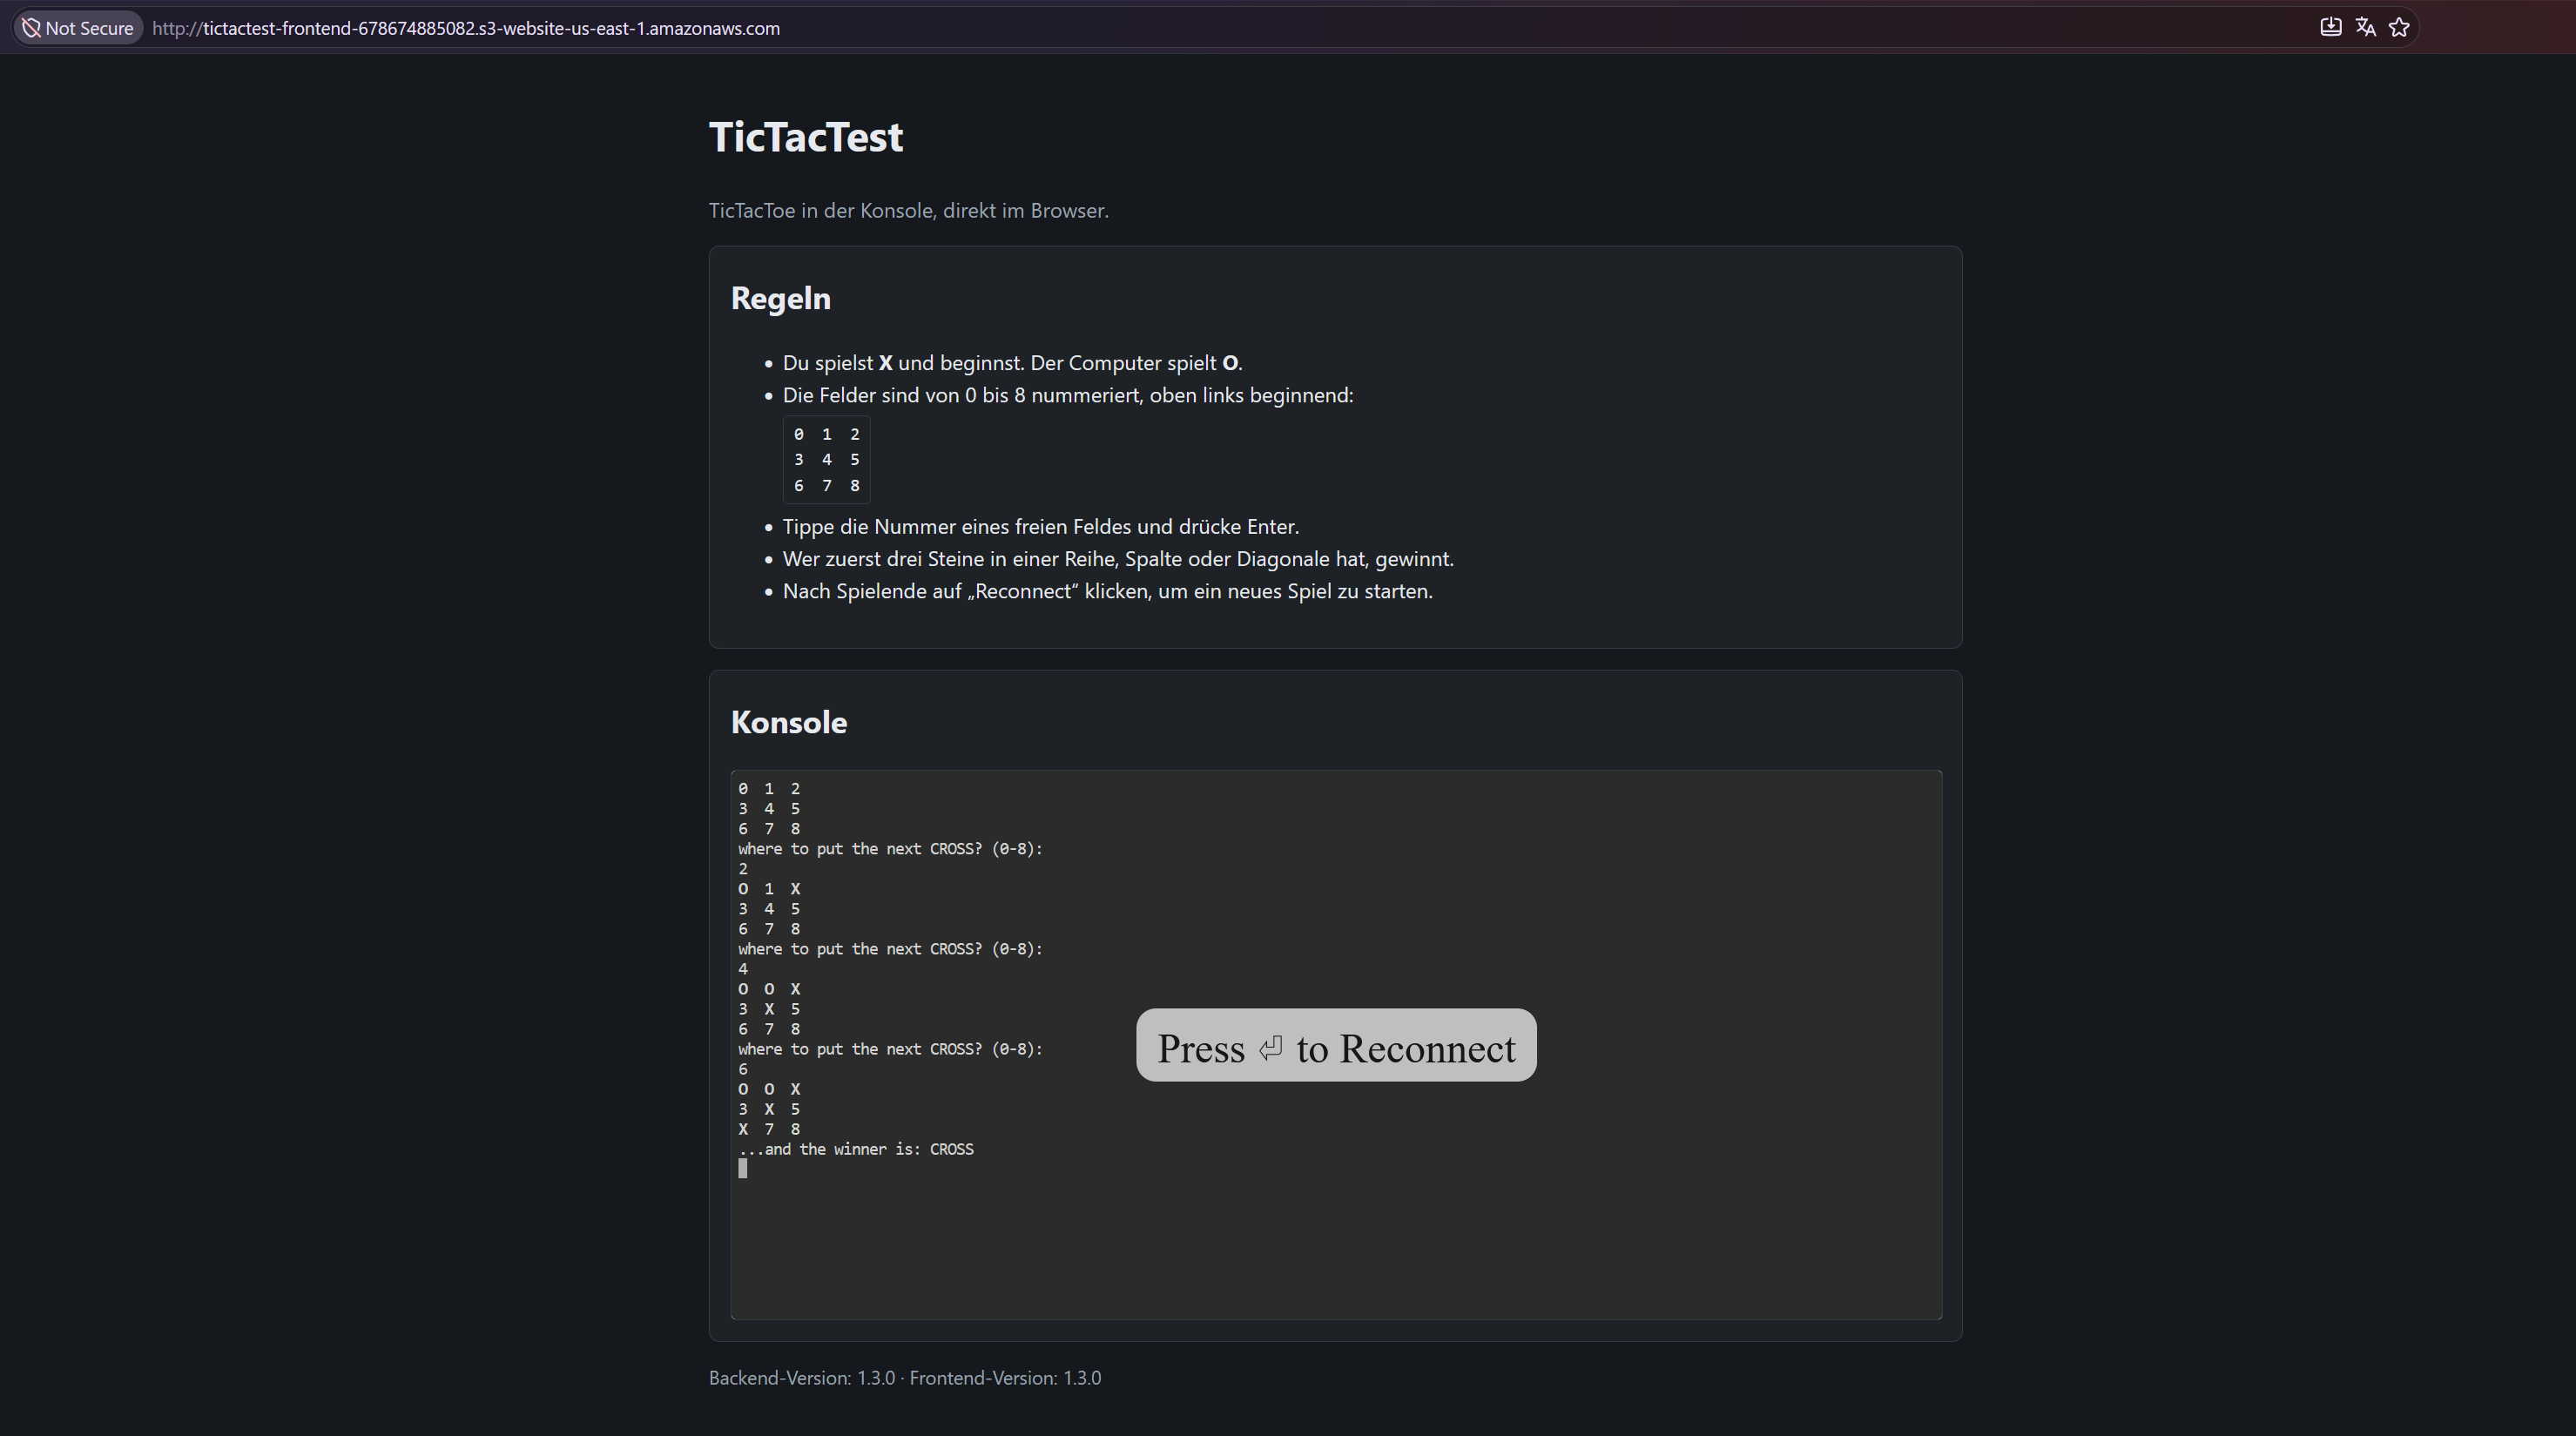 Not Secure http://tictactest-frontend-678674885082.s3-website-us-east-1.amazonaws.com
TicTacTest
TicTacToe in der Konsole, direkt im Browser.
Regeln
• Du spielst X und beginnst. Der Computer spielt O.
• Die Felder sind von 0 bis 8 nummeriert, oben links beginnend:
0 1 2
3 4 5
6 7 8
• Tippe die Nummer eines freien Feldes und drücke Enter.
• Wer zuerst drei Steine in einer Reihe, Spalte oder Diagonale hat, gewinnt.
• Nach Spielende auf „Reconnect“ klicken, um ein neues Spiel zu starten.
Konsole
0 1 2
3 4 5
6 7 8
where to put the next CROSS? (0-8):
2
O 1 X
3 4 5
6 7 8
where to put the next CROSS? (0-8):
4
O O X
3 X 5
6 7 8
where to put the next CROSS? (0-8):
6
O O X
3 X 5
X 7 8
...and the winner is: CROSS
Press ⏎ to Reconnect
Backend-Version: 1.3.0 · Frontend-Version: 1.3.0